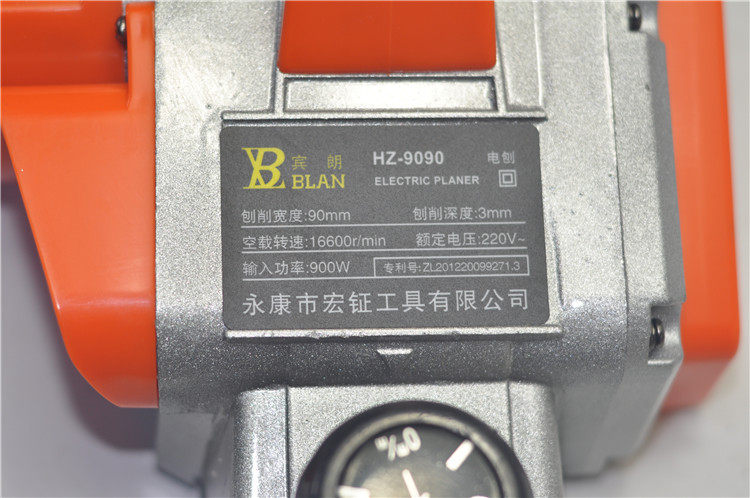 宾 朗 HZ-9090 电刨
BLAN ELECTRIC PLANER
刨削宽度:90mm 刨削深度:3mm
空载转速:16600r/min 额定电压:220V~
输入功率:900W 专利号:ZL201220099271.3
永康市宏钲工具有限公司